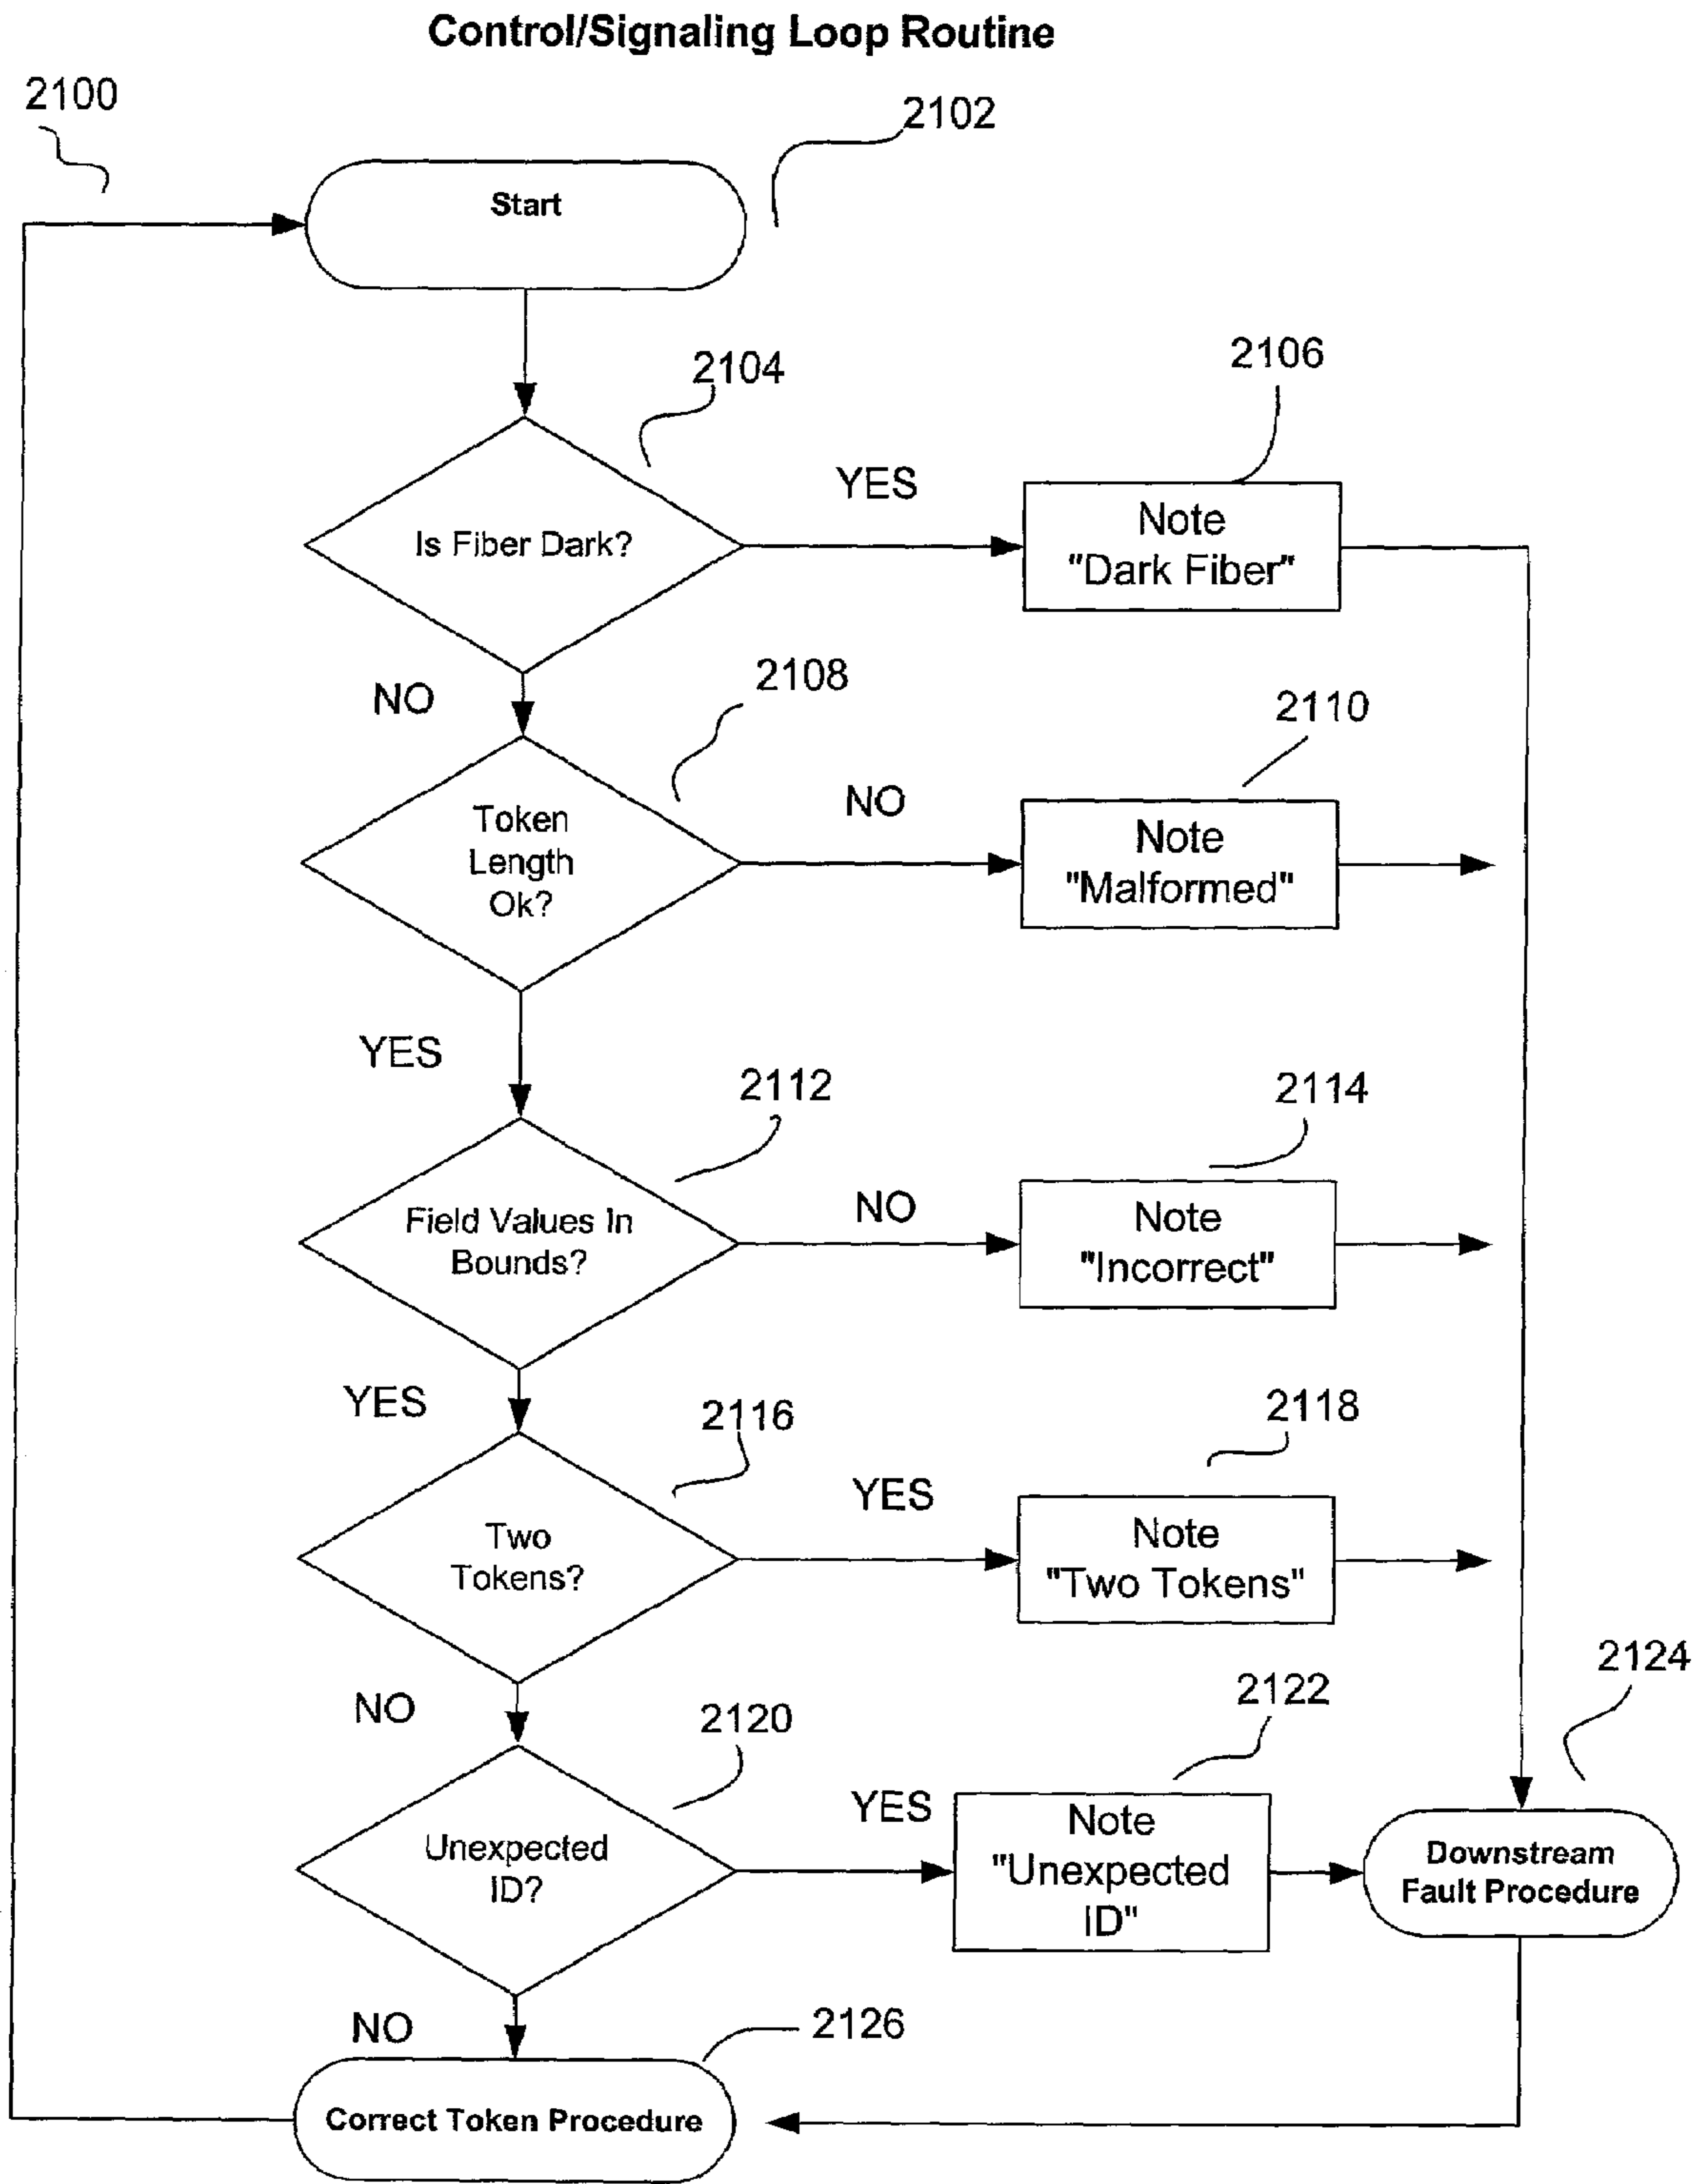 Control/Signaling Loop Routine
2100
2102
Start
2104
2106
Is Fiber Dark?
YES
Note
"Dark Fiber"
NO
2108
2110
Token
Length
Ok?
NO
Note
"Malformed"
YES
2112
2114
Field Values In
Bounds?
NO
Note
"Incorrect"
YES
2116
2118
Two
Tokens?
YES
Note
"Two Tokens"
NO
2120
2122
2124
Unexpected
ID?
YES
Note
"Unexpected
ID"
Downstream
Fault Procedure
NO
2126
Correct Token Procedure